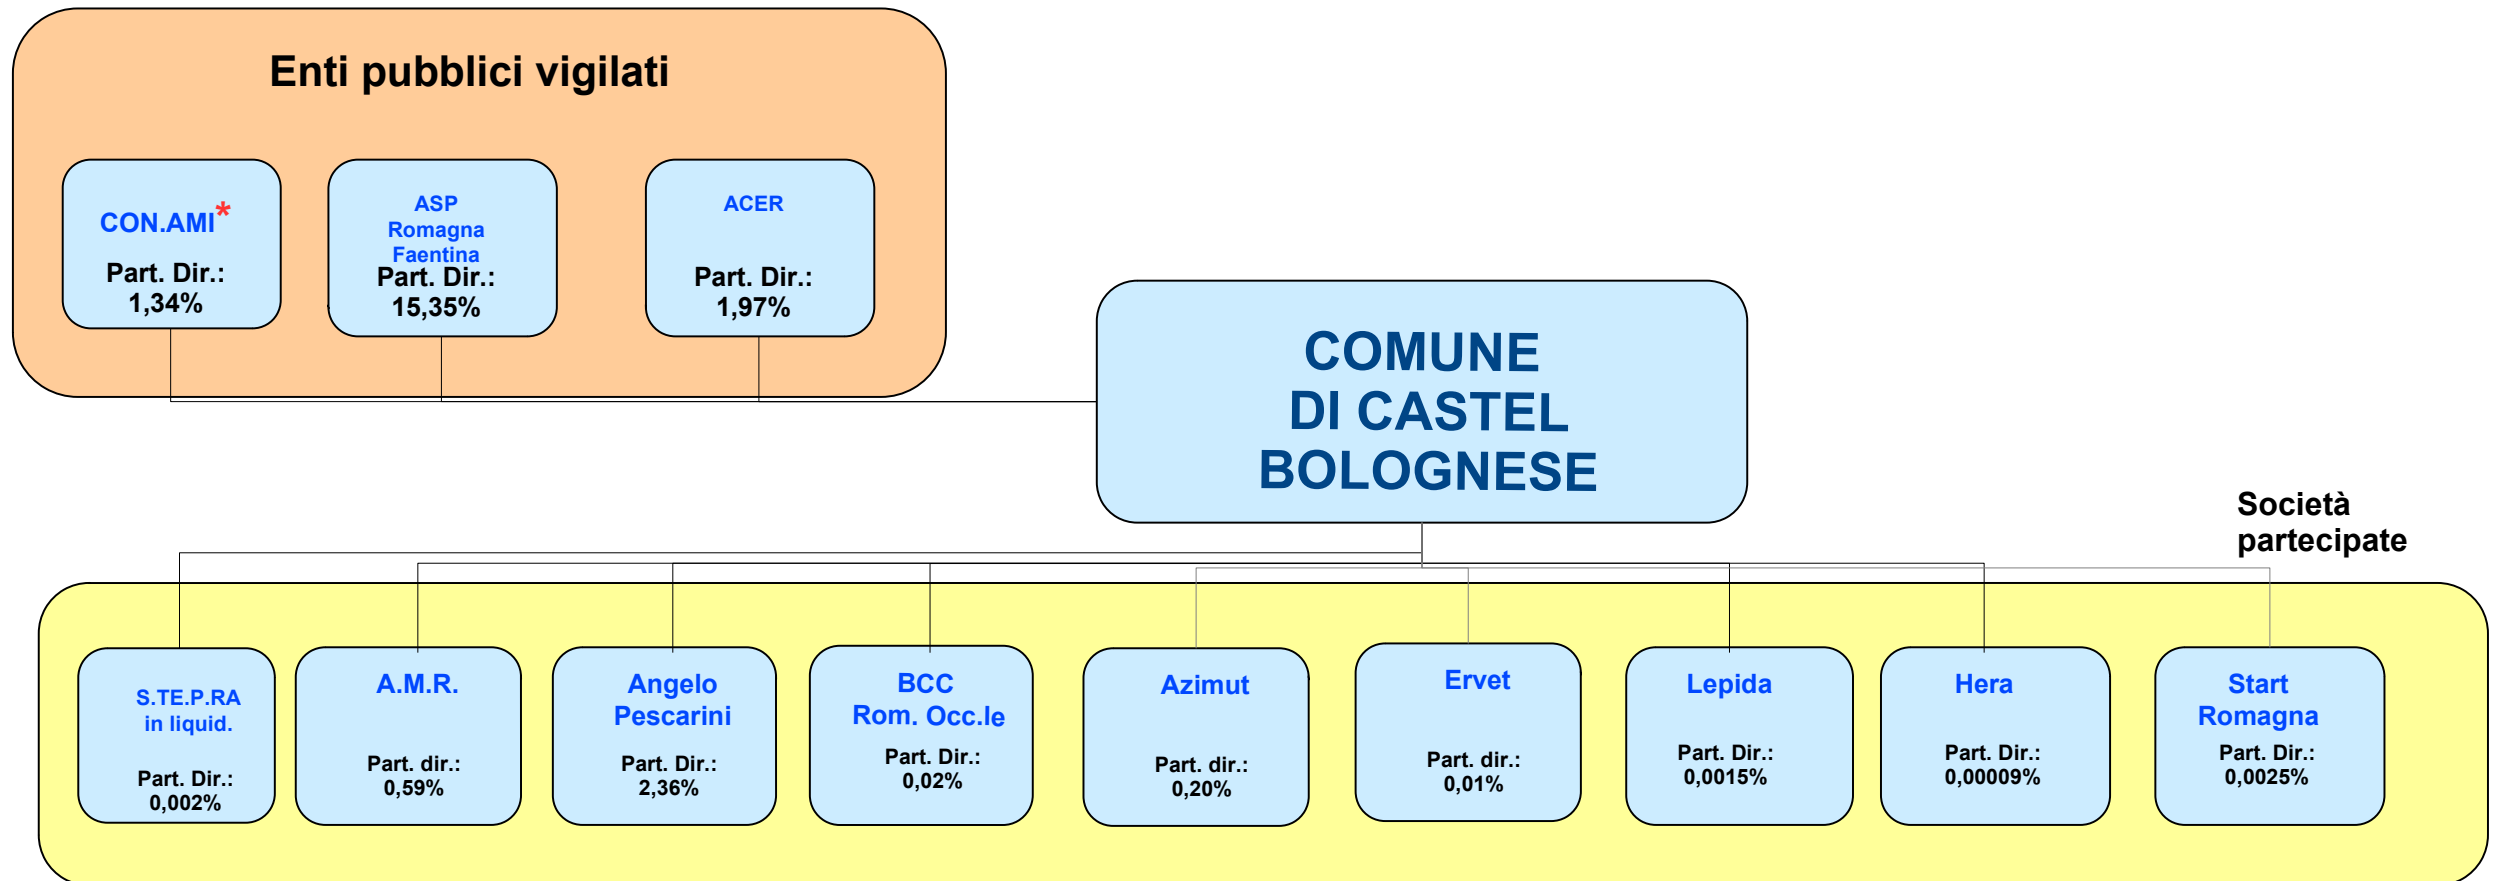 Enti pubblici vigilati
CON.AMI*
Part. Dir.:
1,34%
ASP
Romagna
Faentina
Part. Dir.:
15,35%
ACER
Part. Dir.:
1,97%
COMUNE
DI CASTEL
BOLOGNESE
Società
partecipate
S.TE.P.RA
in liquid.
Part. Dir.:
0,002%
A.M.R.
Part. dir.:
0,59%
Angelo
Pescarini
Part. Dir.:
2,36%
BCC
Rom. Occ.le
Part. Dir.:
0,02%
Azimut
Part. dir.:
0,20%
Ervet
Part. dir.:
0,01%
Lepida
Part. Dir.:
0,0015%
Hera
Part. Dir.:
0,00009%
Start
Romagna
Part. Dir.:
0,0025%